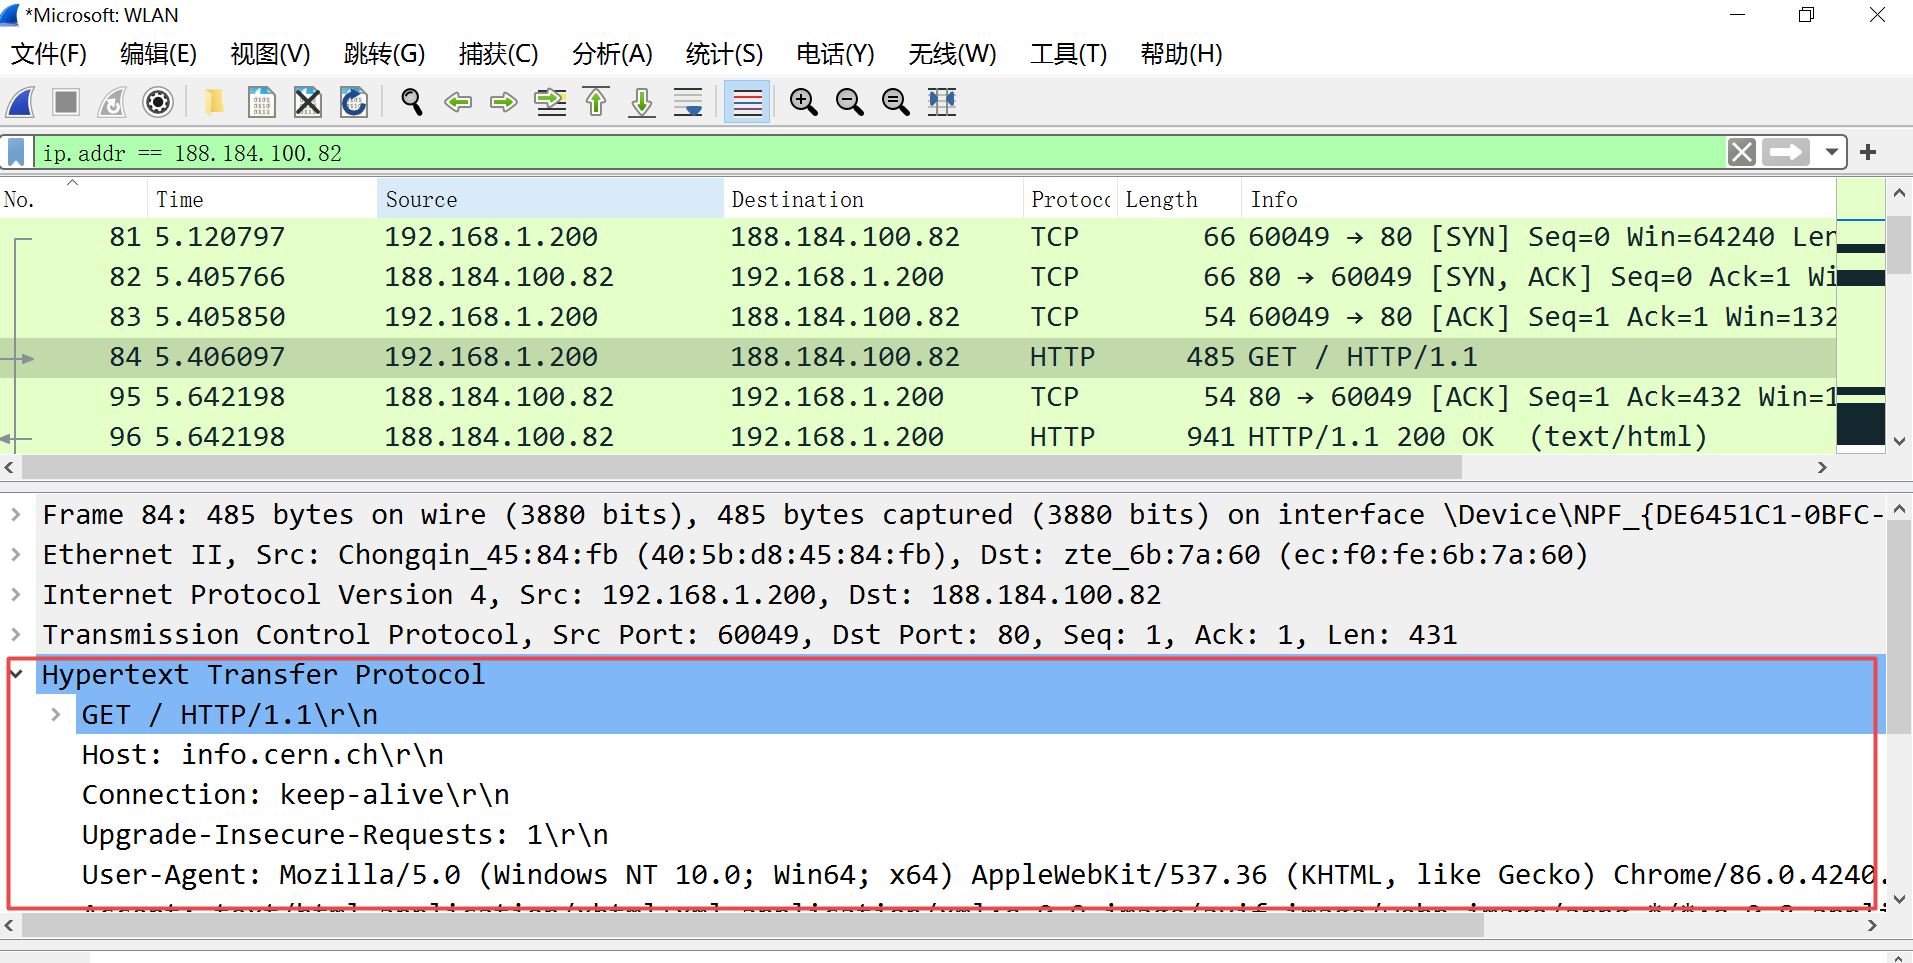 *Microsoft: WLAN
文件(F) 编辑(E) 视图(V) 跳转(G) 捕获(C) 分析(A) 统计(S) 电话(Y) 无线(W) 工具(T) 帮助(H)
ip.addr == 188.184.100.82
No. Time Source Destination Protoco Length Info
81 5.120797 192.168.1.200 188.184.100.82 TCP 66 60049 → 80 [SYN] Seq=0 Win=64240 Len
82 5.405766 188.184.100.82 192.168.1.200 TCP 66 80 → 60049 [SYN, ACK] Seq=0 Ack=1 Wi
83 5.405850 192.168.1.200 188.184.100.82 TCP 54 60049 → 80 [ACK] Seq=1 Ack=1 Win=132
84 5.406097 192.168.1.200 188.184.100.82 HTTP 485 GET / HTTP/1.1
95 5.642198 188.184.100.82 192.168.1.200 TCP 54 80 → 60049 [ACK] Seq=1 Ack=432 Win=1
96 5.642198 188.184.100.82 192.168.1.200 HTTP 941 HTTP/1.1 200 OK (text/html)
Frame 84: 485 bytes on wire (3880 bits), 485 bytes captured (3880 bits) on interface \Device\NPF_{DE6451C1-0BFC-
Ethernet II, Src: Chongqin_45:84:fb (40:5b:d8:45:84:fb), Dst: zte_6b:7a:60 (ec:f0:fe:6b:7a:60)
Internet Protocol Version 4, Src: 192.168.1.200, Dst: 188.184.100.82
Transmission Control Protocol, Src Port: 60049, Dst Port: 80, Seq: 1, Ack: 1, Len: 431
Hypertext Transfer Protocol
GET / HTTP/1.1\r\n
Host: info.cern.ch\r\n
Connection: keep-alive\r\n
Upgrade-Insecure-Requests: 1\r\n
User-Agent: Mozilla/5.0 (Windows NT 10.0; Win64; x64) AppleWebKit/537.36 (KHTML, like Gecko) Chrome/86.0.4240.